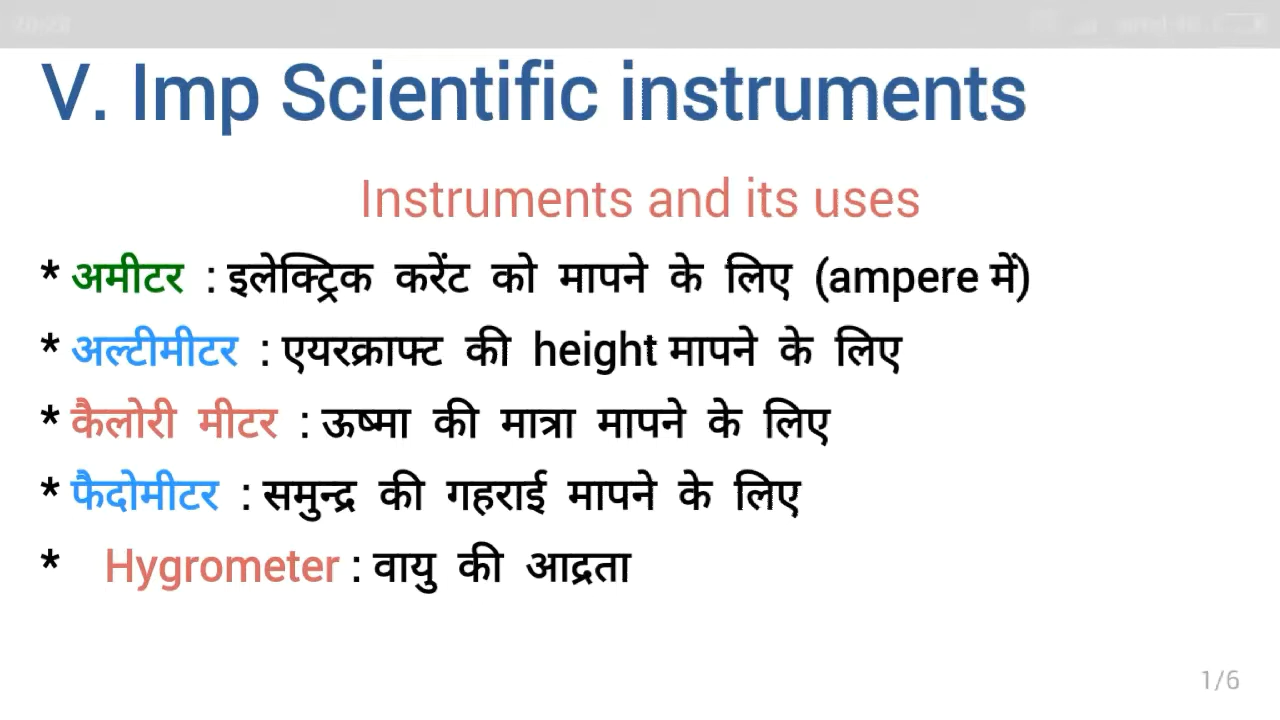 V. Imp Scientific instruments
Instruments and its uses
* अमीटर : इलेक्ट्रिक करेंट को मापने के लिए (ampere में)
* अल्टीमीटर : एयरक्राफ्ट की height मापने के लिए
* कैलोरी मीटर : ऊष्मा की मात्रा मापने के लिए
* फैदोमीटर : समुन्द्र की गहराई मापने के लिए
* Hygrometer : वायु की आद्रता
1/6